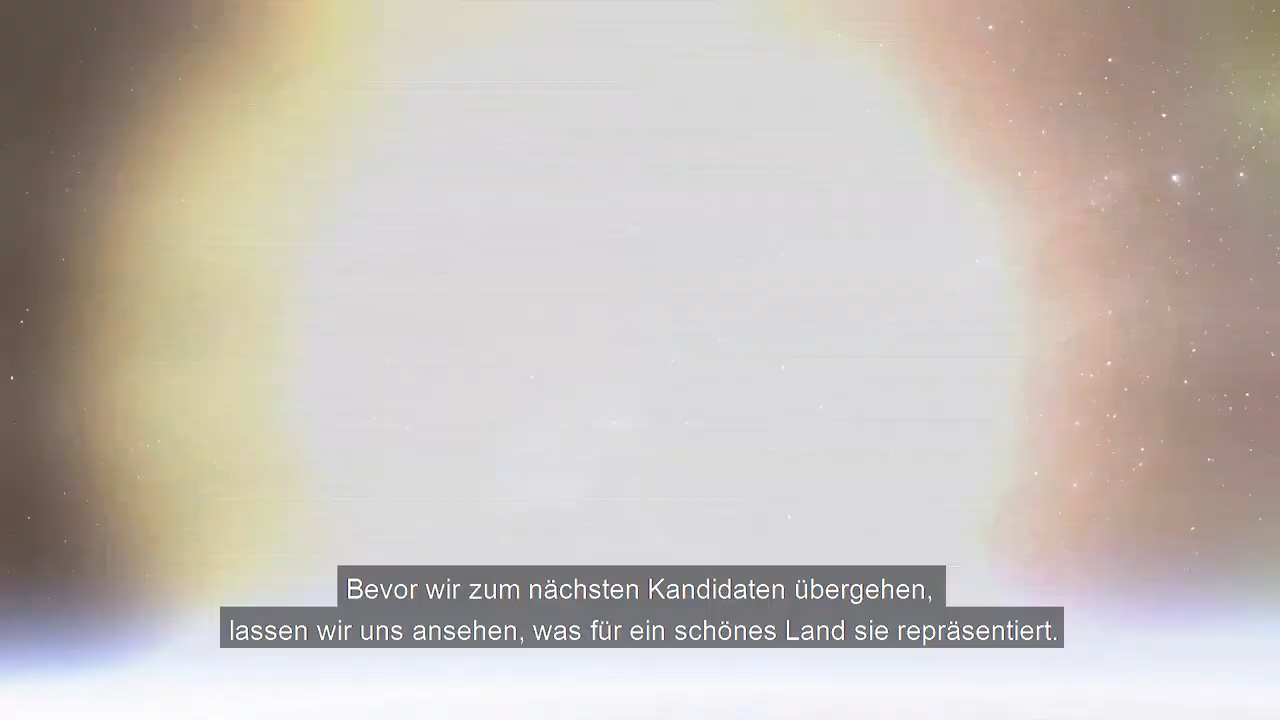 Bevor wir zum nächsten Kandidaten übergehen,
lassen wir uns ansehen, was für ein schönes Land sie repräsentiert.